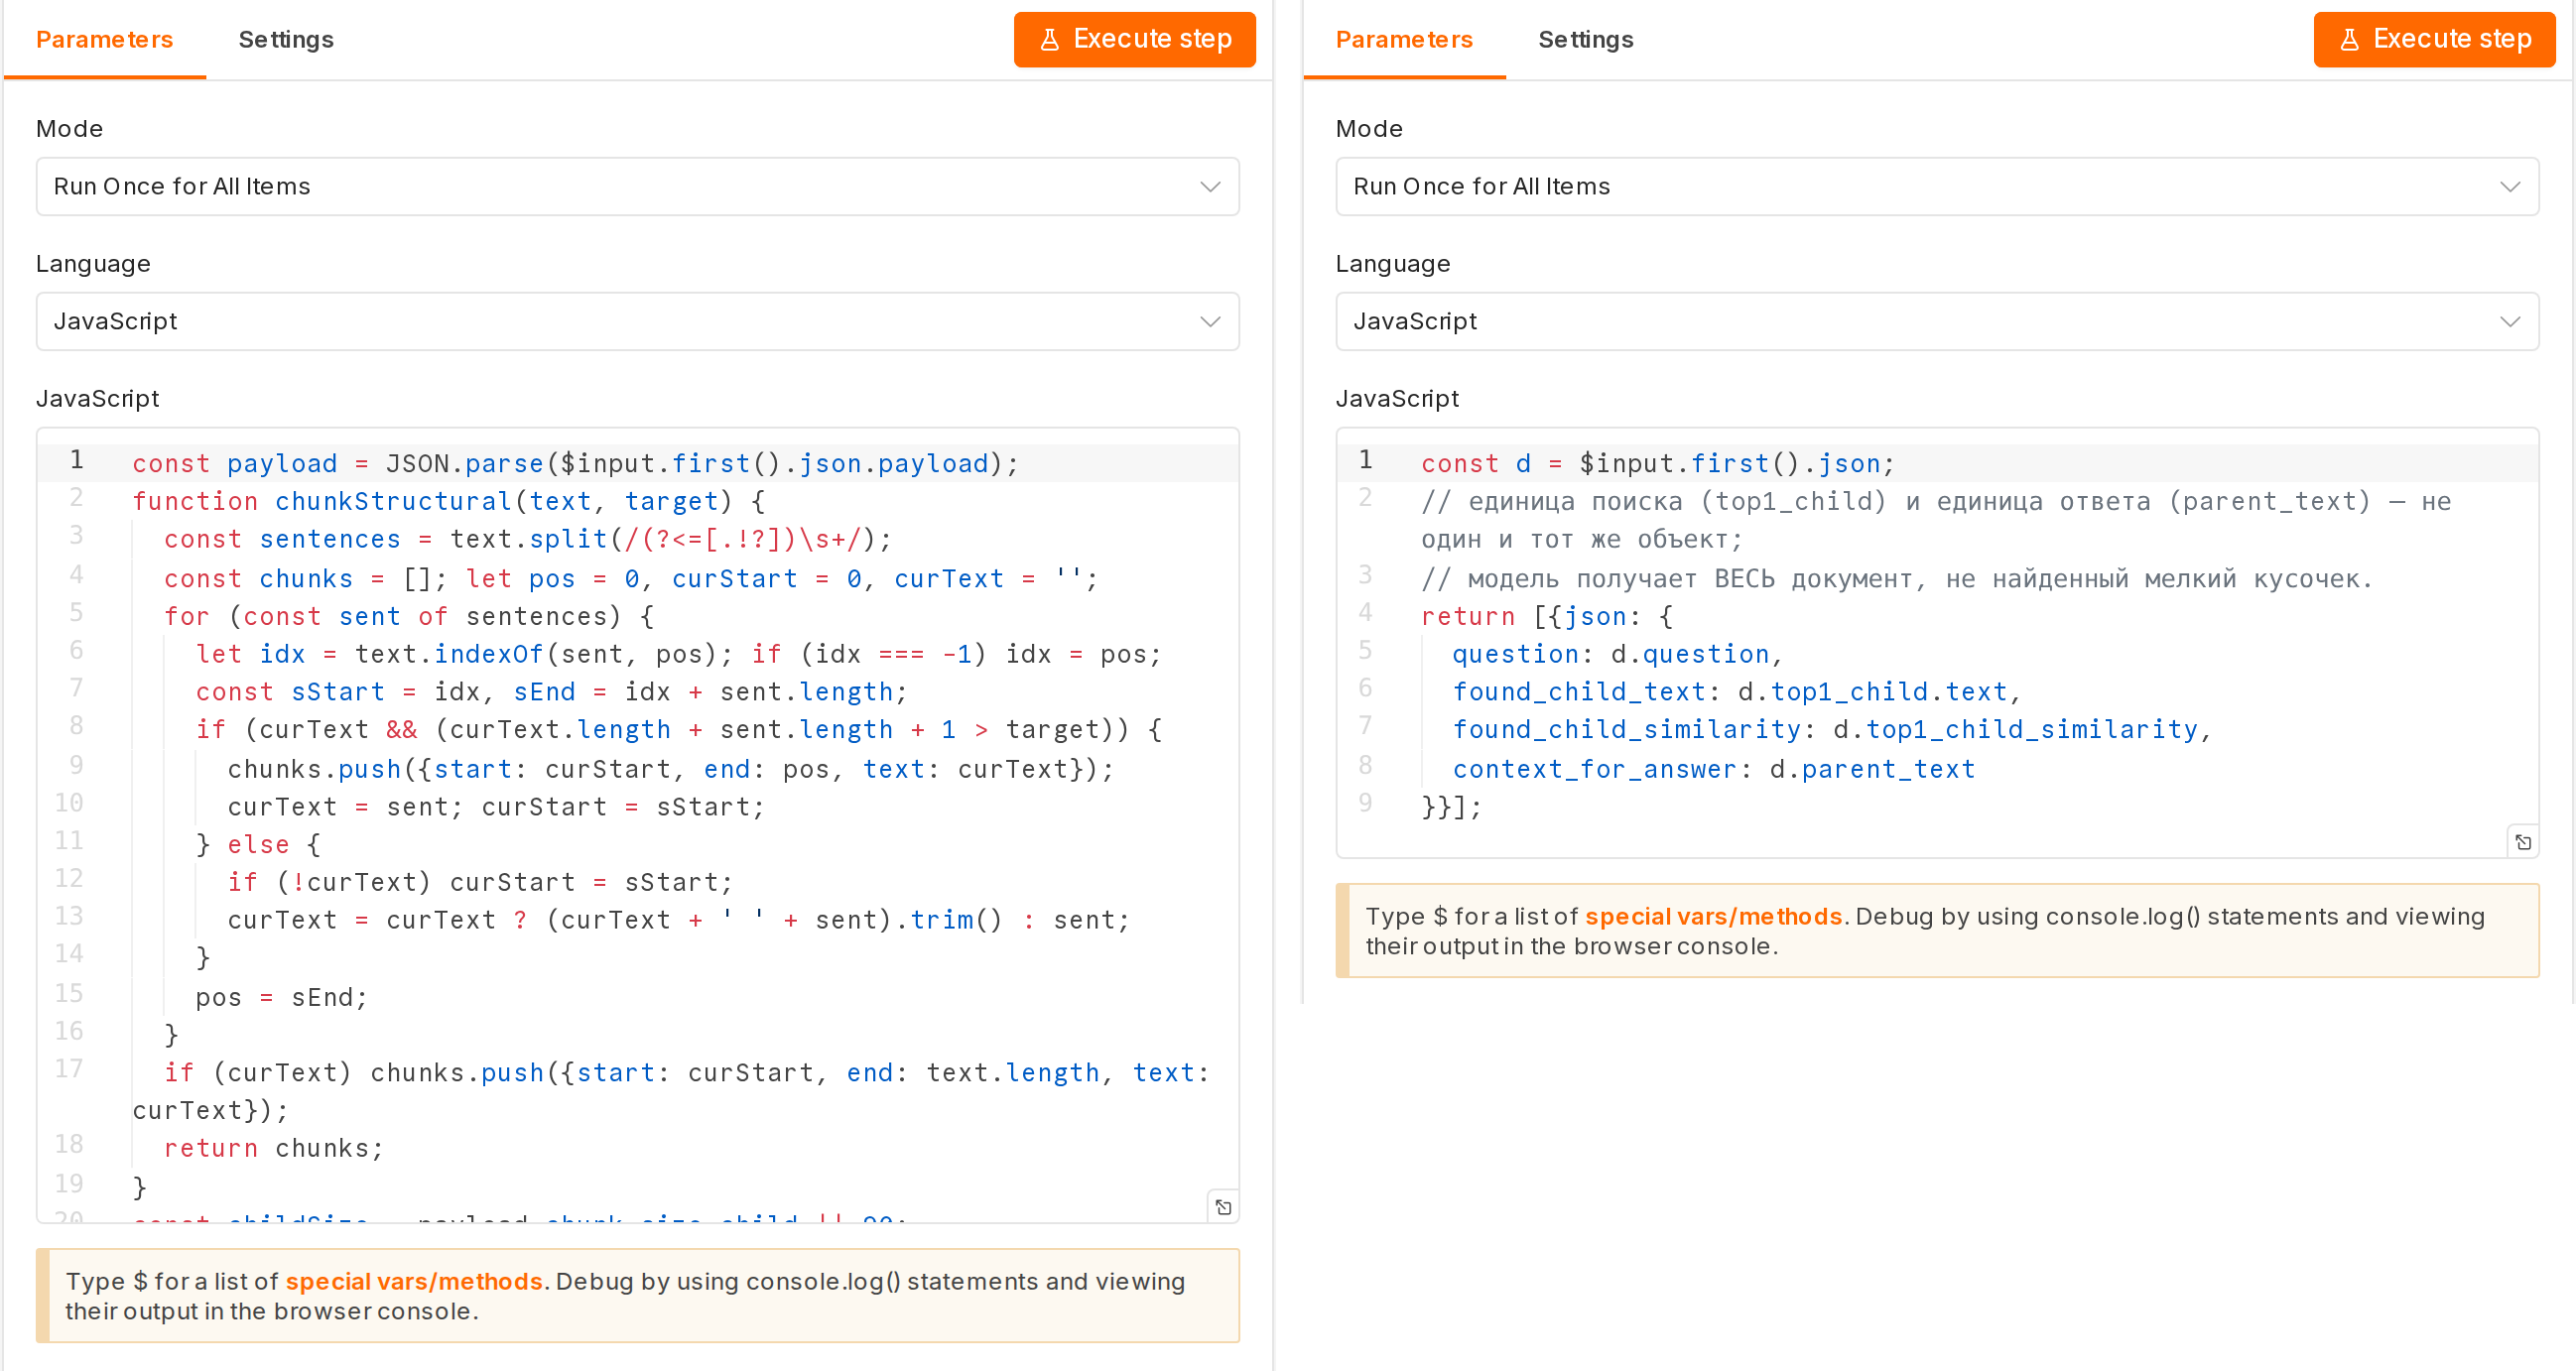 Parameters
Settings
Execute step
Mode
Run Once for All Items
Language
JavaScript
JavaScript
1 const payload = JSON.parse($input.first().json.payload);
2 function chunkStructural(text, target) {
3 const sentences = text.split(/(?<=[.!?])\s+/);
4 const chunks = []; let pos = 0, curStart = 0, curText = '';
5 for (const sent of sentences) {
6 let idx = text.indexOf(sent, pos); if (idx === -1) idx = pos;
7 const sStart = idx, sEnd = idx + sent.length;
8 if (curText && (curText.length + sent.length + 1 > target)) {
9 chunks.push({start: curStart, end: pos, text: curText});
10 curText = sent; curStart = sStart;
11 } else {
12 if (!curText) curStart = sStart;
13 curText = curText ? (curText + ' ' + sent).trim() : sent;
14 }
15 pos = sEnd;
16 }
17 if (curText) chunks.push({start: curStart, end: text.length, text:
curText});
18 return chunks;
19 }
20 const childSize = payload.chunk_size_child || 90;
Type $ for a list of special vars/methods. Debug by using console.log() statements and viewing
their output in the browser console.
Parameters
Settings
Execute step
Mode
Run Once for All Items
Language
JavaScript
JavaScript
1 const d = $input.first().json;
2 // единица поиска (top1_child) и единица ответа (parent_text) — не
один и тот же объект;
3 // модель получает ВЕСЬ документ, не найденный мелкий кусочек.
4 return [{json: {
5 question: d.question,
6 found_child_text: d.top1_child.text,
7 found_child_similarity: d.top1_child_similarity,
8 context_for_answer: d.parent_text
9 }}];
Type $ for a list of special vars/methods. Debug by using console.log() statements and viewing
their output in the browser console.